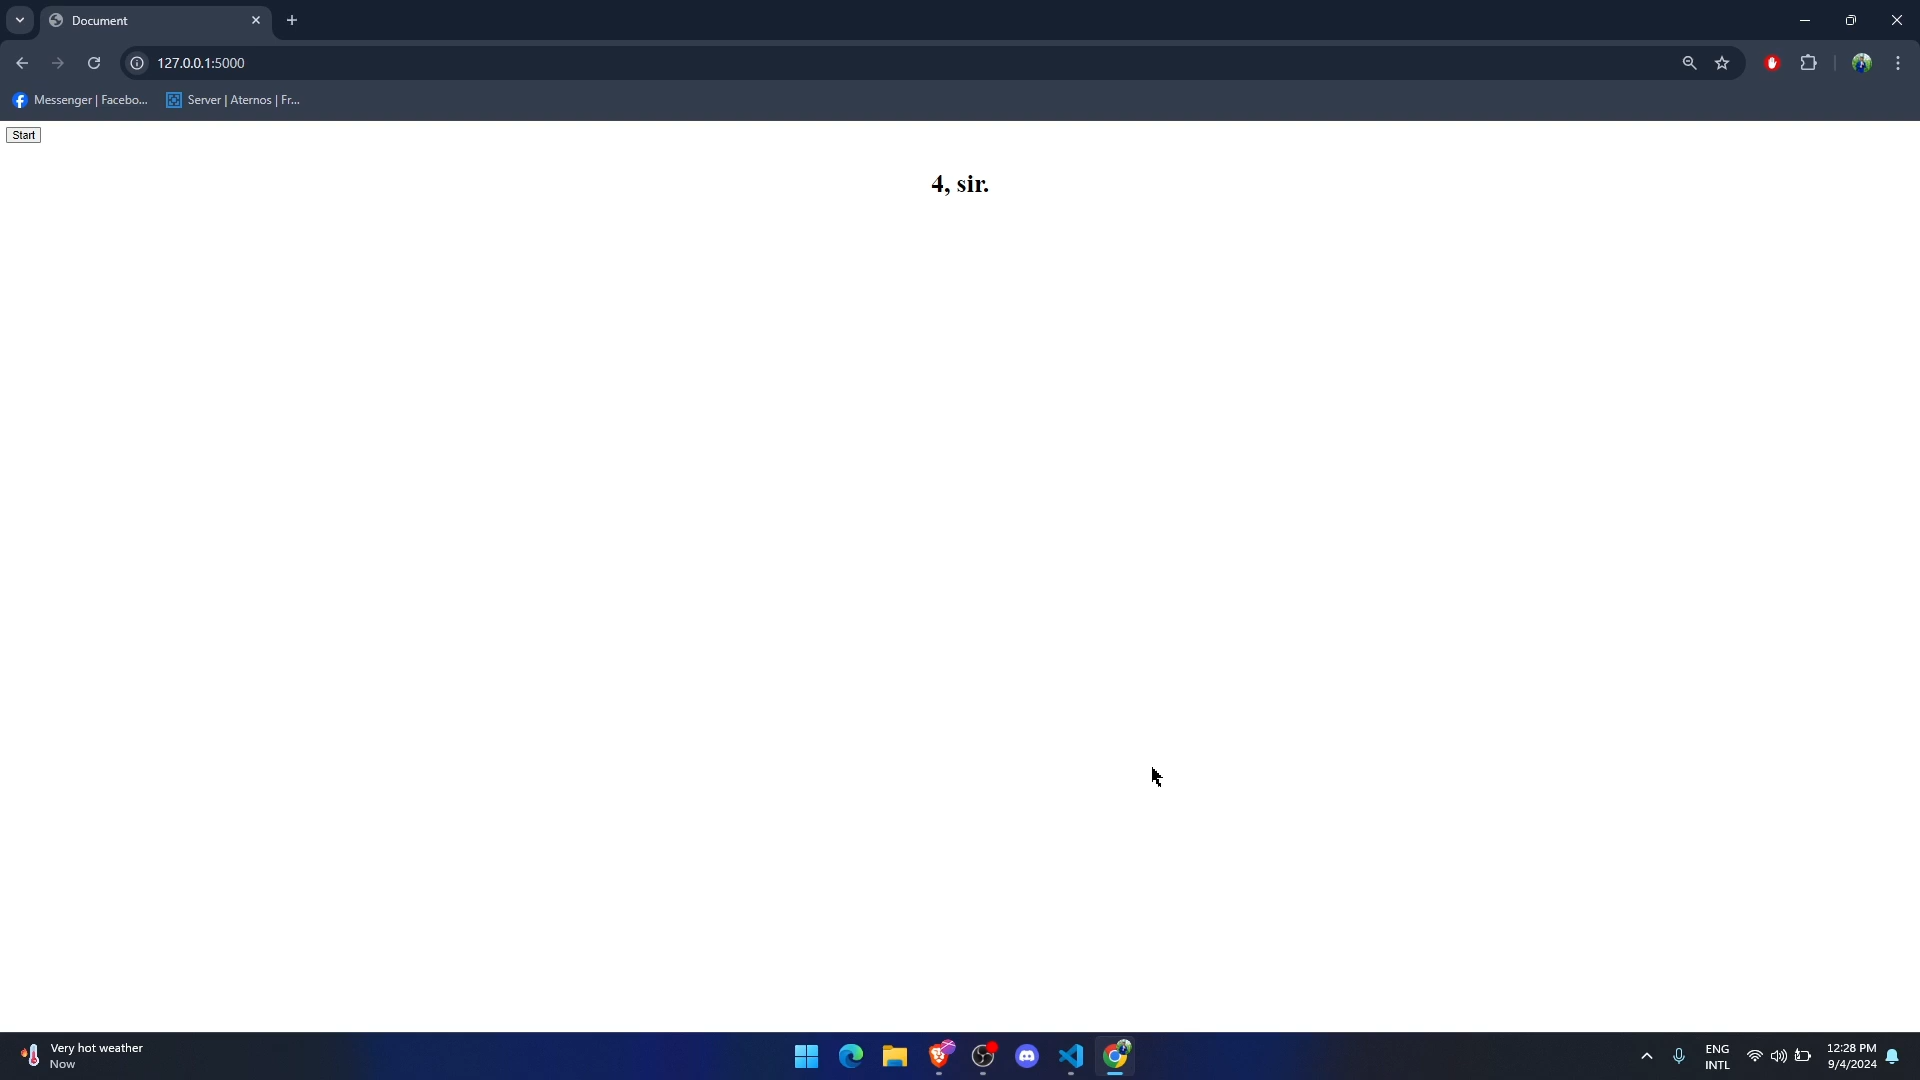 Document
127.0.0.1:5000
Messenger | Facebo...
Server | Aternos | Fr...
Start
4, sir.
Very hot weather
Now
ENG
INTL
12:28 PM
9/4/2024